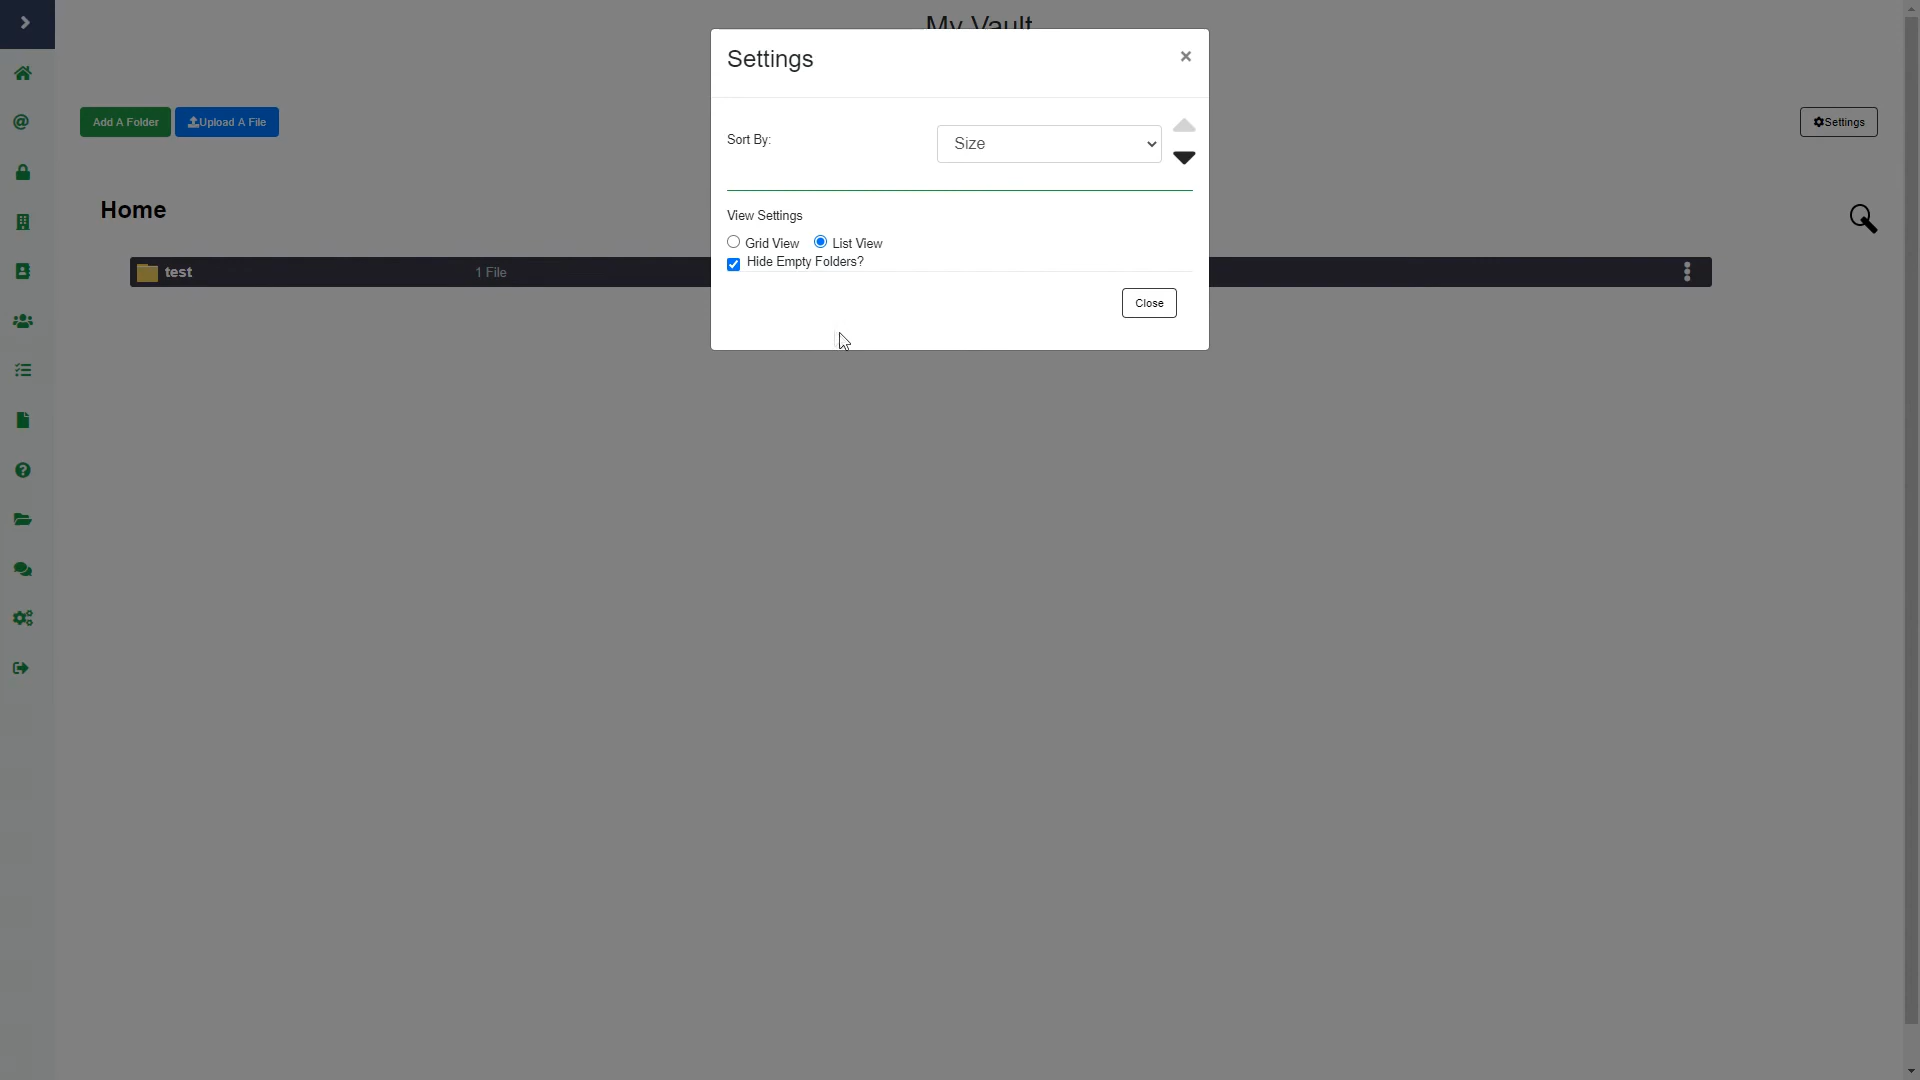 My Vault
Settings
×
Add A Folder
Upload A File
Settings
Sort By:
Size
Home
View Settings
Grid View
List View
test
1 File
Hide Empty Folders?
Close